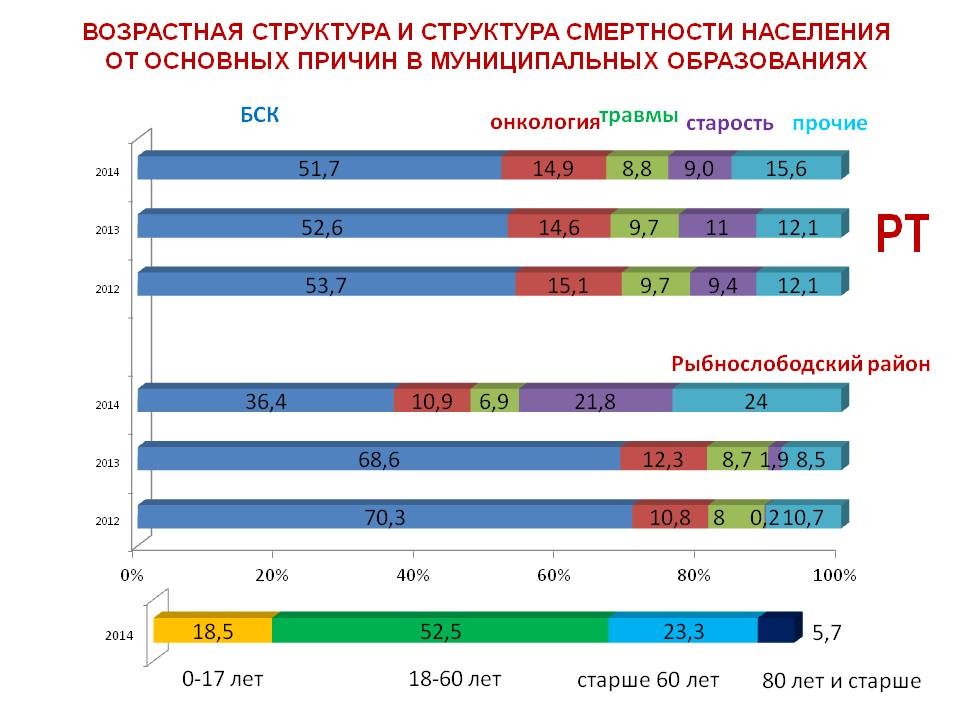 ВОЗРАСТНАЯ СТРУКТУРА И СТРУКТУРА СМЕРТНОСТИ НАСЕЛЕНИЯ
ОТ ОСНОВНЫХ ПРИЧИН В МУНИЦИПАЛЬНЫХ ОБРАЗОВАНИЯХ
БСК онкология травмы старость прочие
2014 51,7 14,9 8,8 9,0 15,6
2013 52,6 14,6 9,7 11 12,1
РТ
2012 53,7 15,1 9,7 9,4 12,1
Рыбнослободский район
2014 36,4 10,9 6,9 21,8 24
2013 68,6 12,3 8,7 1,9 8,5
2012 70,3 10,8 8 0,2 10,7
0% 20% 40% 60% 80% 100%
2014 18,5 52,5 23,3 5,7
0-17 лет 18-60 лет старше 60 лет 80 лет и старше